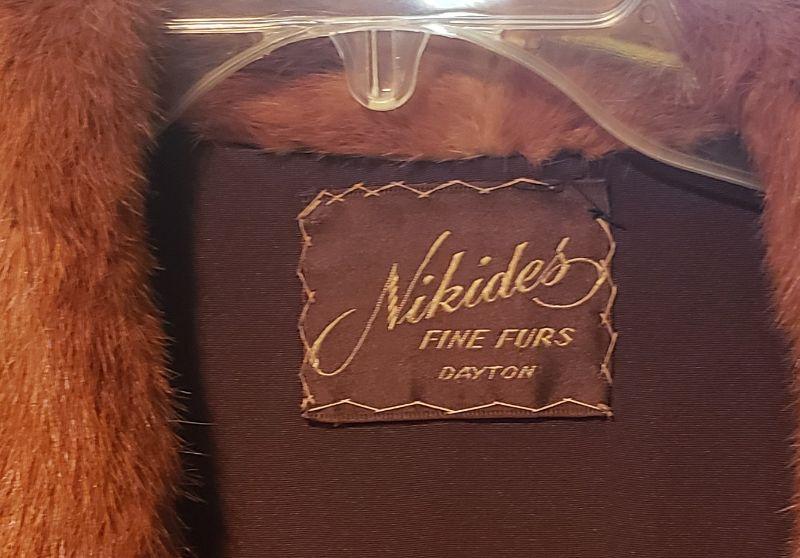 Nikides
FINE FURS
DAYTON